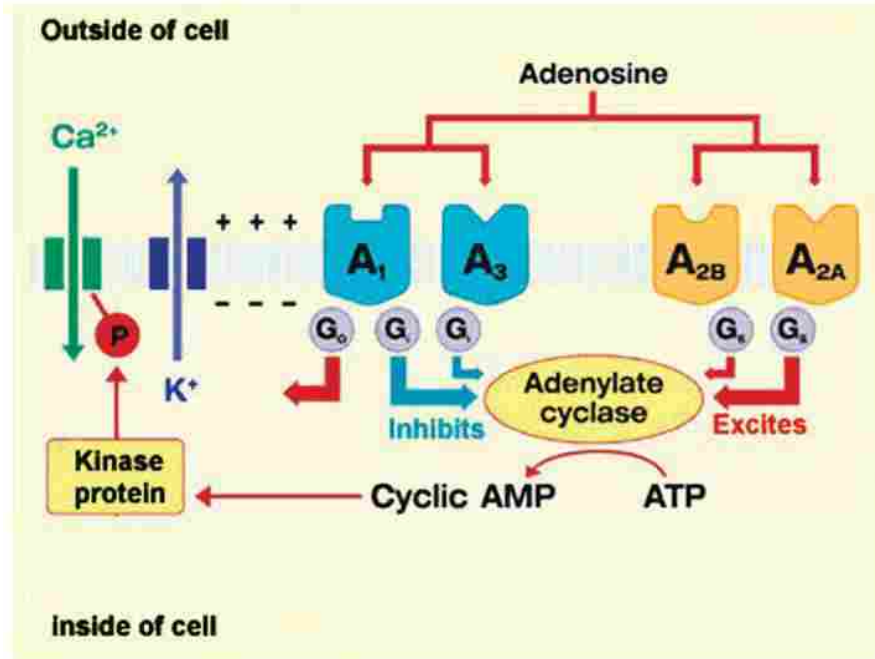 Outside of cell
Adenosine
Ca²⁺
+ + +
A₁
A₃
A₂B
A₂A
- - -
P
Gₒ
Gᵢ
Gᵢ
Gₛ
Gₛ
K⁺
Adenylate
cyclase
Inhibits
Excites
Kinase
protein
Cyclic AMP
ATP
inside of cell